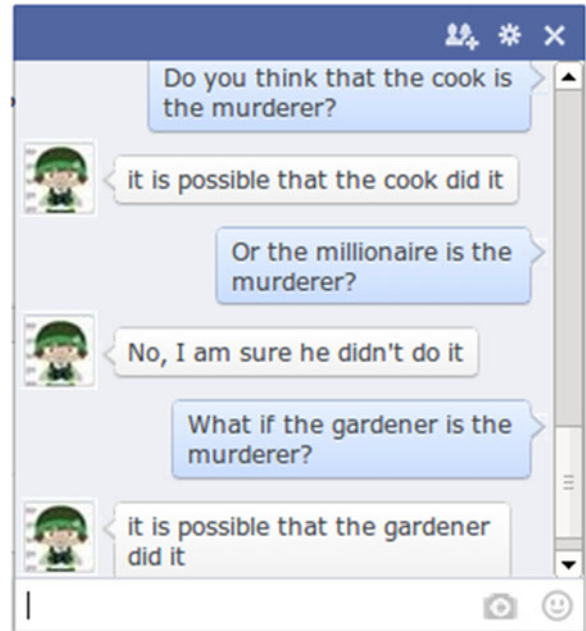 Do you think that the cook is
the murderer?
it is possible that the cook did it
Or the millionaire is the
murderer?
No, I am sure he didn't do it
What if the gardener is the
murderer?
it is possible that the gardener
did it